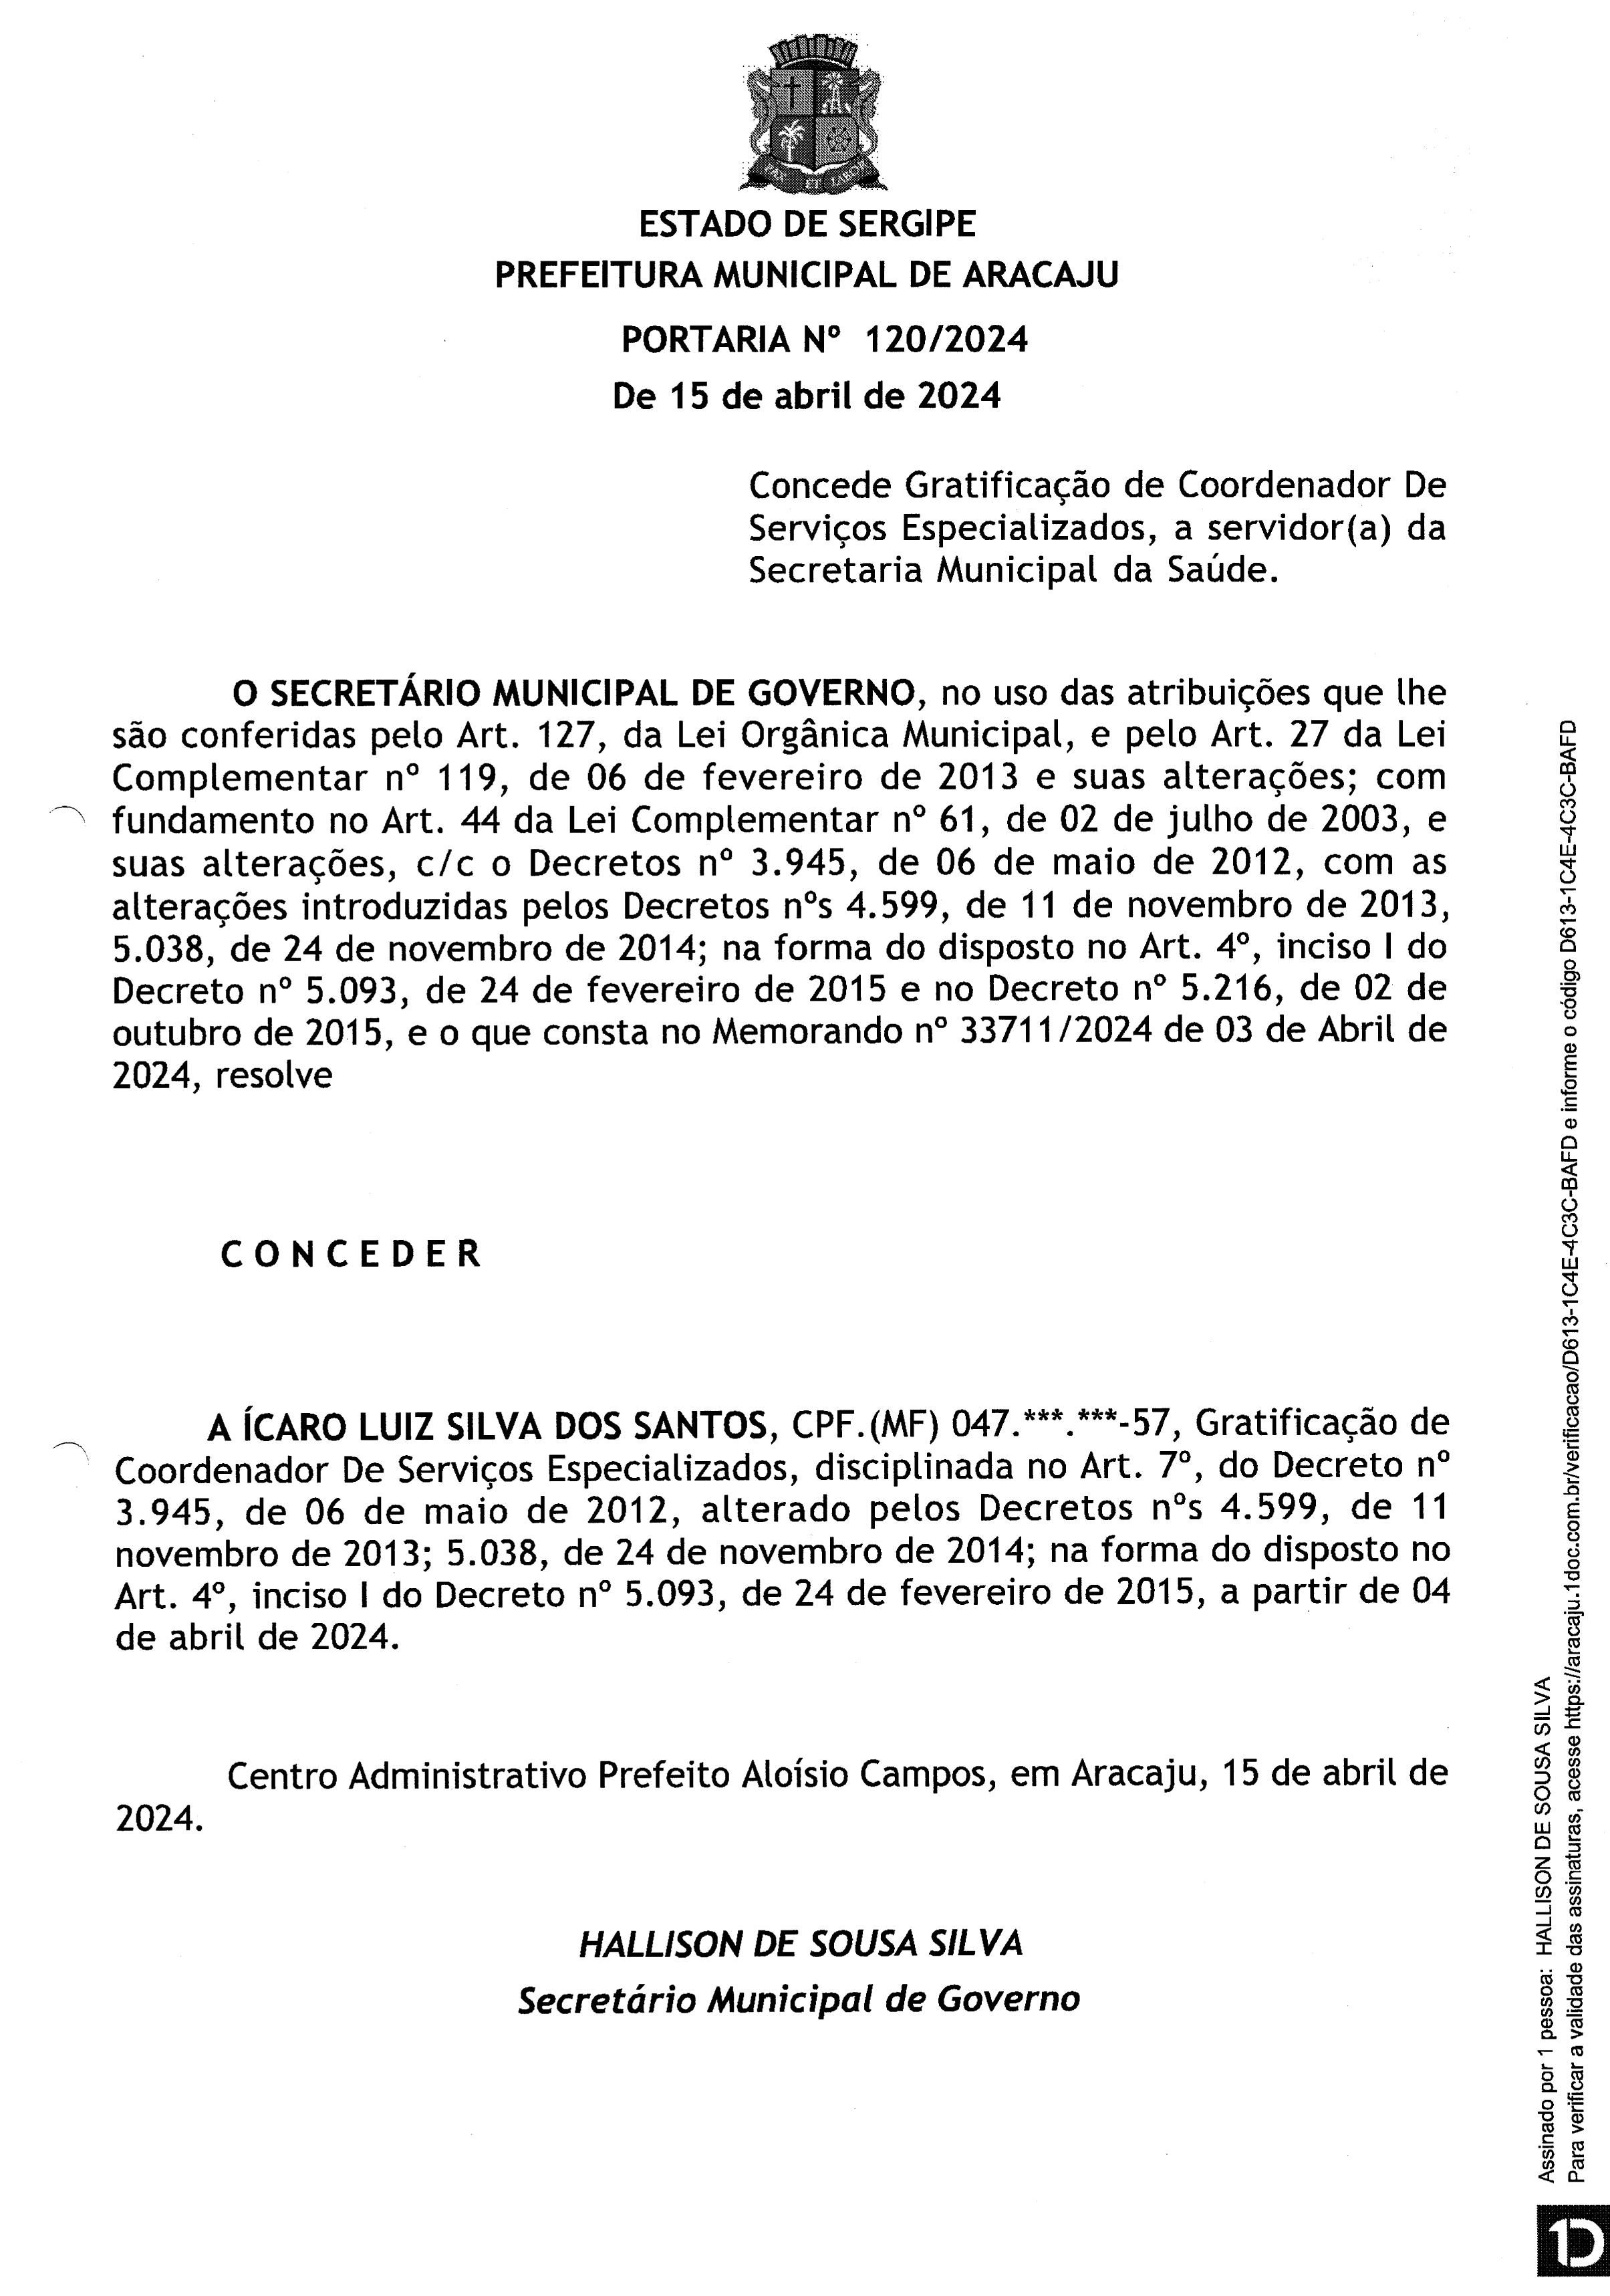 PAX ET LABOR
ESTADO DE SERGIPE
PREFEITURA MUNICIPAL DE ARACAJU
PORTARIA Nº 120/2024
De 15 de abril de 2024
Concede Gratificação de Coordenador De
Serviços Especializados, a servidor(a) da
Secretaria Municipal da Saúde.
O SECRETÁRIO MUNICIPAL DE GOVERNO, no uso das atribuições que lhe
são conferidas pelo Art. 127, da Lei Orgânica Municipal, e pelo Art. 27 da Lei
Complementar nº 119, de 06 de fevereiro de 2013 e suas alterações; com
fundamento no Art. 44 da Lei Complementar nº 61, de 02 de julho de 2003, e
suas alterações, c/c o Decretos nº 3.945, de 06 de maio de 2012, com as
alterações introduzidas pelos Decretos nºs 4.599, de 11 de novembro de 2013,
5.038, de 24 de novembro de 2014; na forma do disposto no Art. 4º, inciso I do
Decreto nº 5.093, de 24 de fevereiro de 2015 e no Decreto nº 5.216, de 02 de
outubro de 2015, e o que consta no Memorando nº 33711/2024 de 03 de Abril de
2024, resolve
C O N C E D E R
A ÍCARO LUIZ SILVA DOS SANTOS, CPF.(MF) 047.***.***-57, Gratificação de
Coordenador De Serviços Especializados, disciplinada no Art. 7º, do Decreto nº
3.945, de 06 de maio de 2012, alterado pelos Decretos nºs 4.599, de 11
novembro de 2013; 5.038, de 24 de novembro de 2014; na forma do disposto no
Art. 4º, inciso I do Decreto nº 5.093, de 24 de fevereiro de 2015, a partir de 04
de abril de 2024.
Centro Administrativo Prefeito Aloísio Campos, em Aracaju, 15 de abril de
2024.
HALLISON DE SOUSA SILVA
Secretário Municipal de Governo
Assinado por 1 pessoa: HALLISON DE SOUSA SILVA
Para verificar a validade das assinaturas, acesse https://aracaju.1doc.com.br/verificacao/D613-1C4E-4C3C-BAFD e informe o código D613-1C4E-4C3C-BAFD
1D